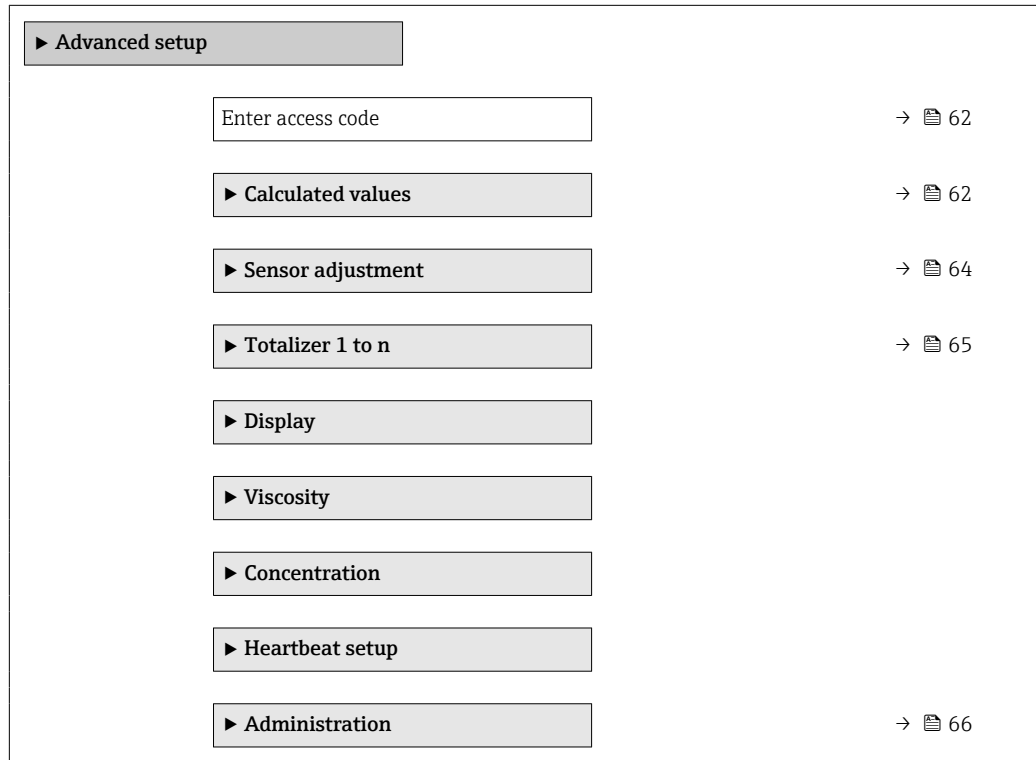 ▶ Advanced setup
Enter access code → 62
▶ Calculated values → 62
▶ Sensor adjustment → 64
▶ Totalizer 1 to n → 65
▶ Display
▶ Viscosity
▶ Concentration
▶ Heartbeat setup
▶ Administration → 66